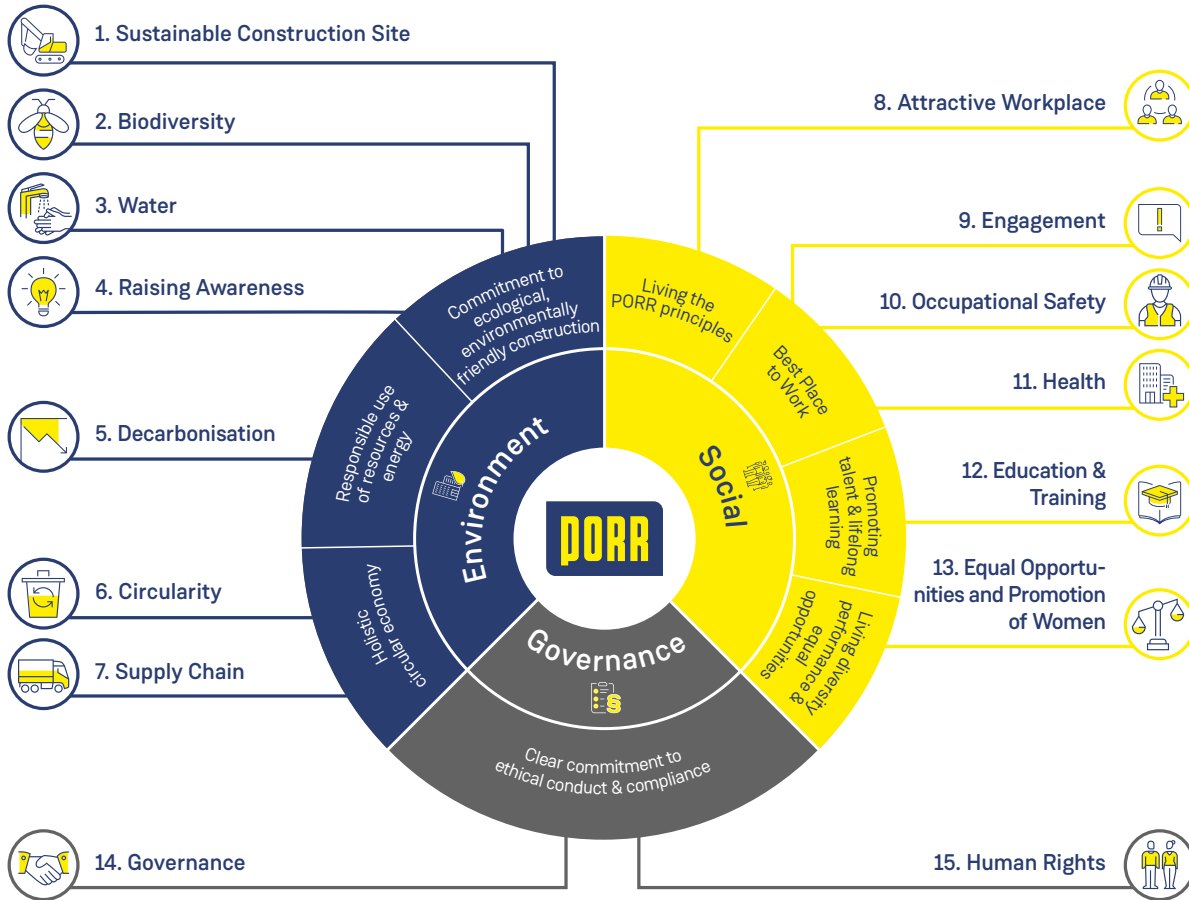 1. Sustainable Construction Site
2. Biodiversity
3. Water
4. Raising Awareness
5. Decarbonisation
6. Circularity
7. Supply Chain
8. Attractive Workplace
9. Engagement
10. Occupational Safety
11. Health
12. Education &
Training
13. Equal Opportu-
nities and Promotion
of Women
14. Governance
15. Human Rights
Commitment to
ecological,
environmentally
friendly construction
Responsible use
of resources &
energy
Holistic
circular economy
Living the
PORR principles
Best Place
to Work
Promoting
talent & lifelong
learning
Living diversity
performance &
equal
opportunities
Clear commitment to
ethical conduct & compliance
Environment
Social
Governance
§
!
PORR